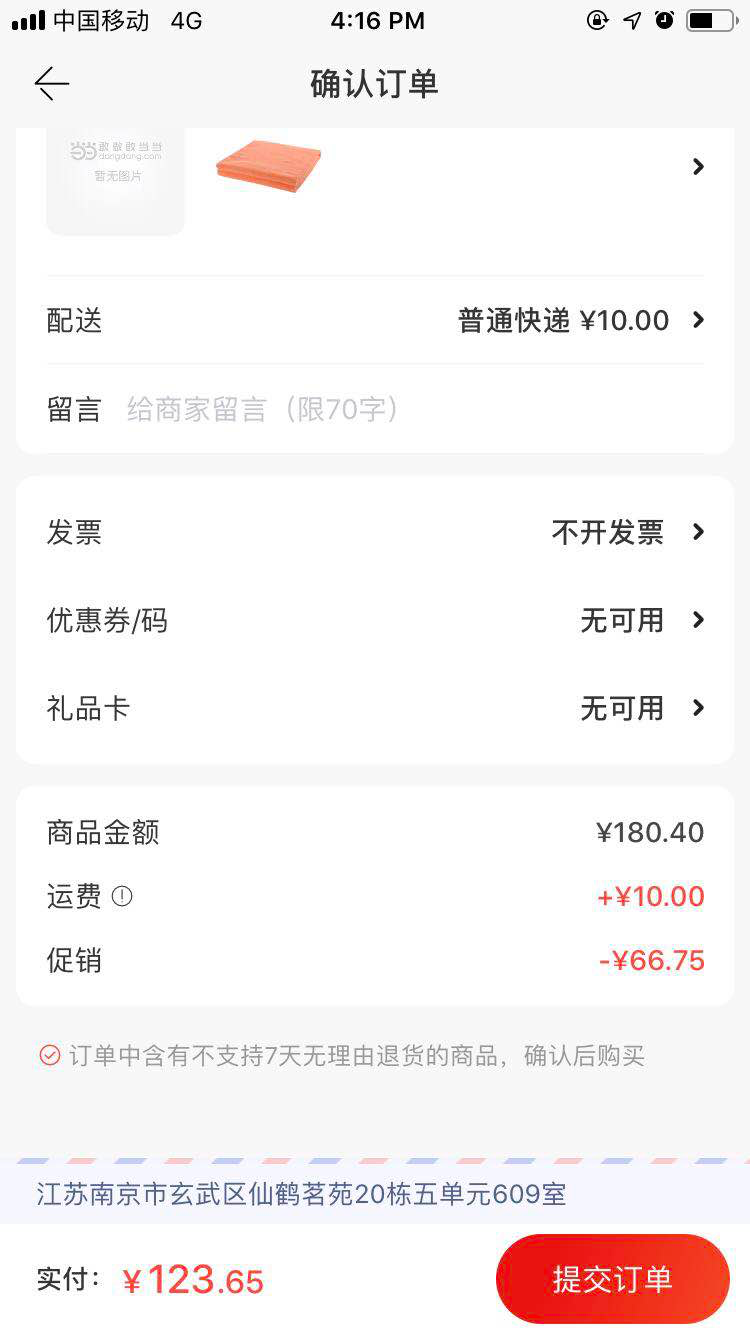 中国移动 4G 4:16 PM
确认订单
敢做敢当当
dangdang.com
暂无图片
配送 普通快递 ¥10.00
留言 给商家留言（限70字）
发票 不开发票
优惠券/码 无可用
礼品卡 无可用
商品金额 ¥180.40
运费 +¥10.00
促销 -¥66.75
订单中含有不支持7天无理由退货的商品，确认后购买
江苏南京市玄武区仙鹤茗苑20栋五单元609室
实付： ¥123.65 提交订单